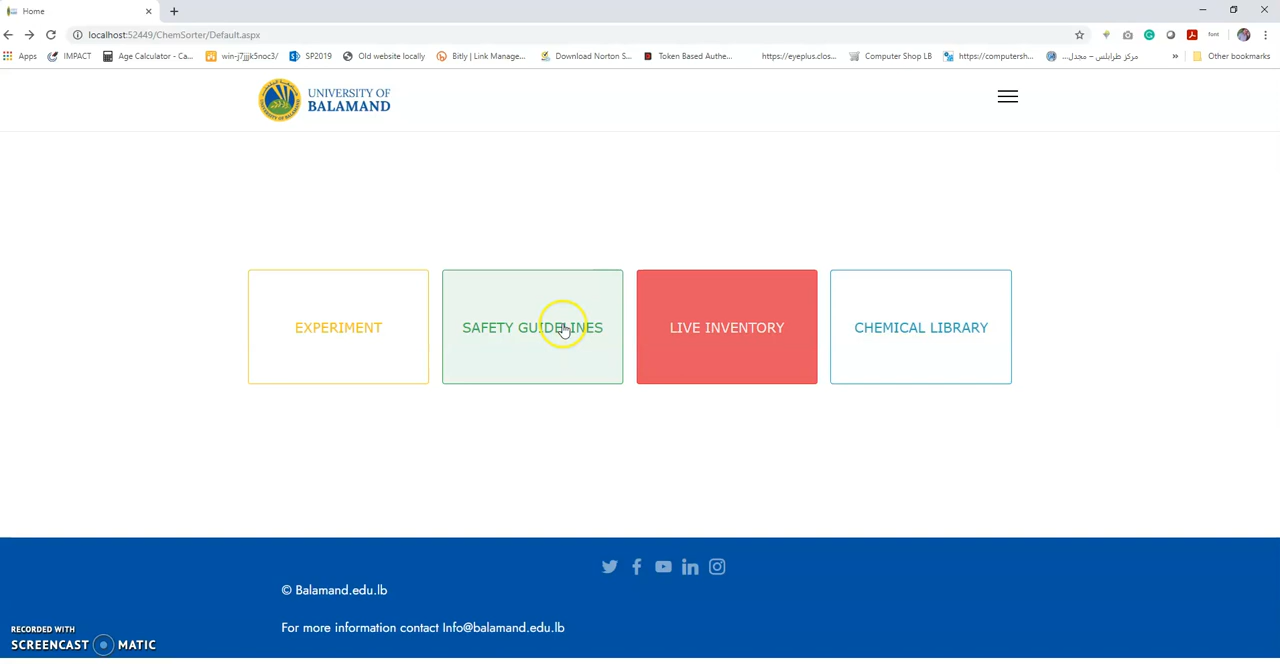 Home
localhost:52449/ChemSorter/Default.aspx
Apps IMPACT Age Calculator - Ca... win-j7jjjk5noc3/ SP2019 Old website locally Bitly | Link Manage... Download Norton S... Token Based Authe... https://eyeplus.clos... Computer Shop LB https://computersh... مركز طرابلس – مجدل... » Other bookmarks
UNIVERSITY OF
BALAMAND
EXPERIMENT
SAFETY GUIDELINES
LIVE INVENTORY
CHEMICAL LIBRARY
© Balamand.edu.lb
For more information contact Info@balamand.edu.lb
RECORDED WITH
SCREENCAST MATIC